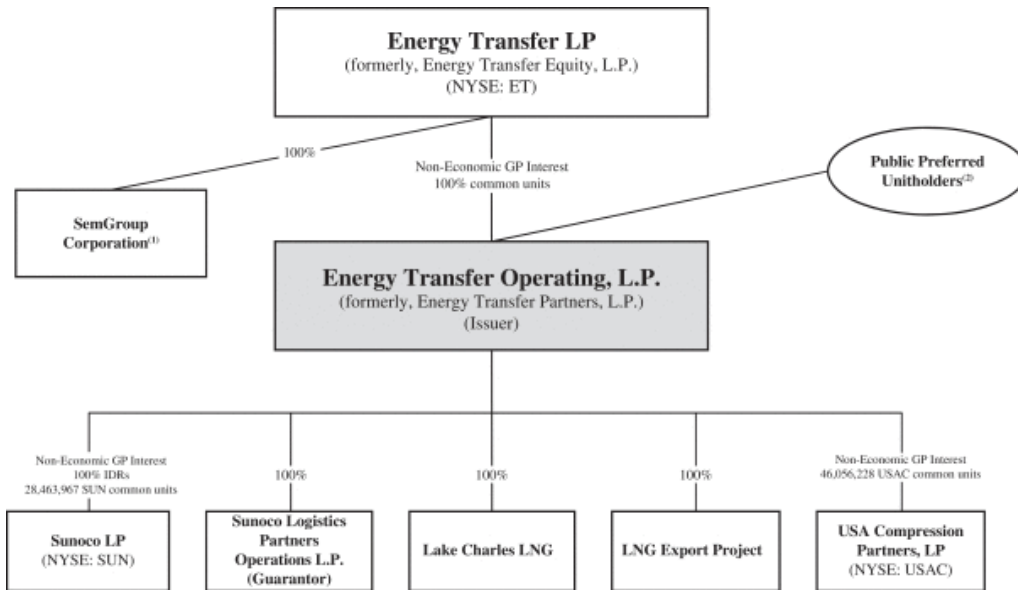 Energy Transfer LP
(formerly, Energy Transfer Equity, L.P.)
(NYSE: ET)
100%
Non-Economic GP Interest
100% common units
Public Preferred
Unitholders(2)
SemGroup
Corporation(1)
Energy Transfer Operating, L.P.
(formerly, Energy Transfer Partners, L.P.)
(Issuer)
Non-Economic GP Interest
100% IDRs
28,463,967 SUN common units
100%
100%
100%
Non-Economic GP Interest
46,056,228 USAC common units
Sunoco LP
(NYSE: SUN)
Sunoco Logistics
Partners
Operations L.P.
(Guarantor)
Lake Charles LNG
LNG Export Project
USA Compression
Partners, LP
(NYSE: USAC)